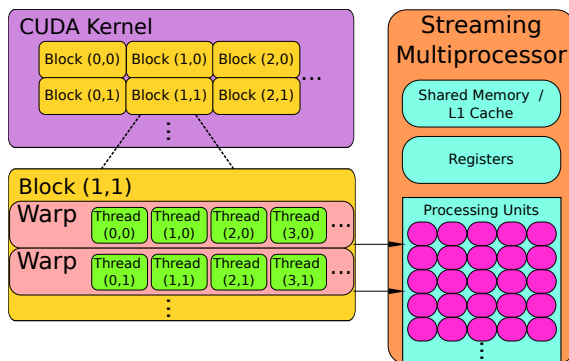 CUDA Kernel
Block (0,0) Block (1,0) Block (2,0)
...
Block (0,1) Block (1,1) Block (2,1)
...
Block (1,1)
Warp
Thread Thread Thread Thread
(0,0) (1,0) (2,0) (3,0)
...
Warp
Thread Thread Thread Thread
(0,1) (1,1) (2,1) (3,1)
...
...
Streaming
Multiprocessor
Shared Memory /
L1 Cache
Registers
Processing Units
...